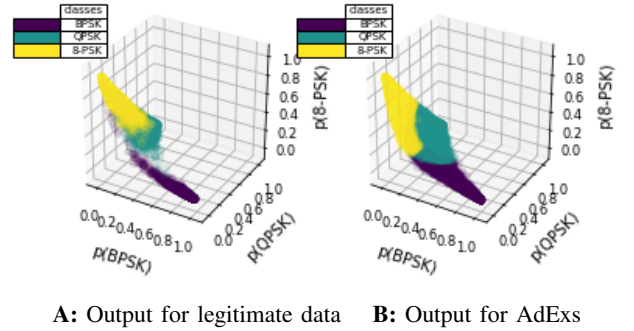 classes
BPSK
QPSK
8-PSK
1.0
0.8
0.6
0.4
0.2
0.0
p(8-PSK)
0.0 0.2 0.4 0.6 0.8 1.0
p(BPSK)
0.0 0.2 0.4 0.6 0.8 1.0
p(QPSK)
classes
BPSK
QPSK
8-PSK
1.0
0.8
0.6
0.4
0.2
0.0
p(8-PSK)
0.0 0.2 0.4 0.6 0.8 1.0
p(BPSK)
0.0 0.2 0.4 0.6 0.8 1.0
p(QPSK)
A: Output for legitimate data
B: Output for AdExs